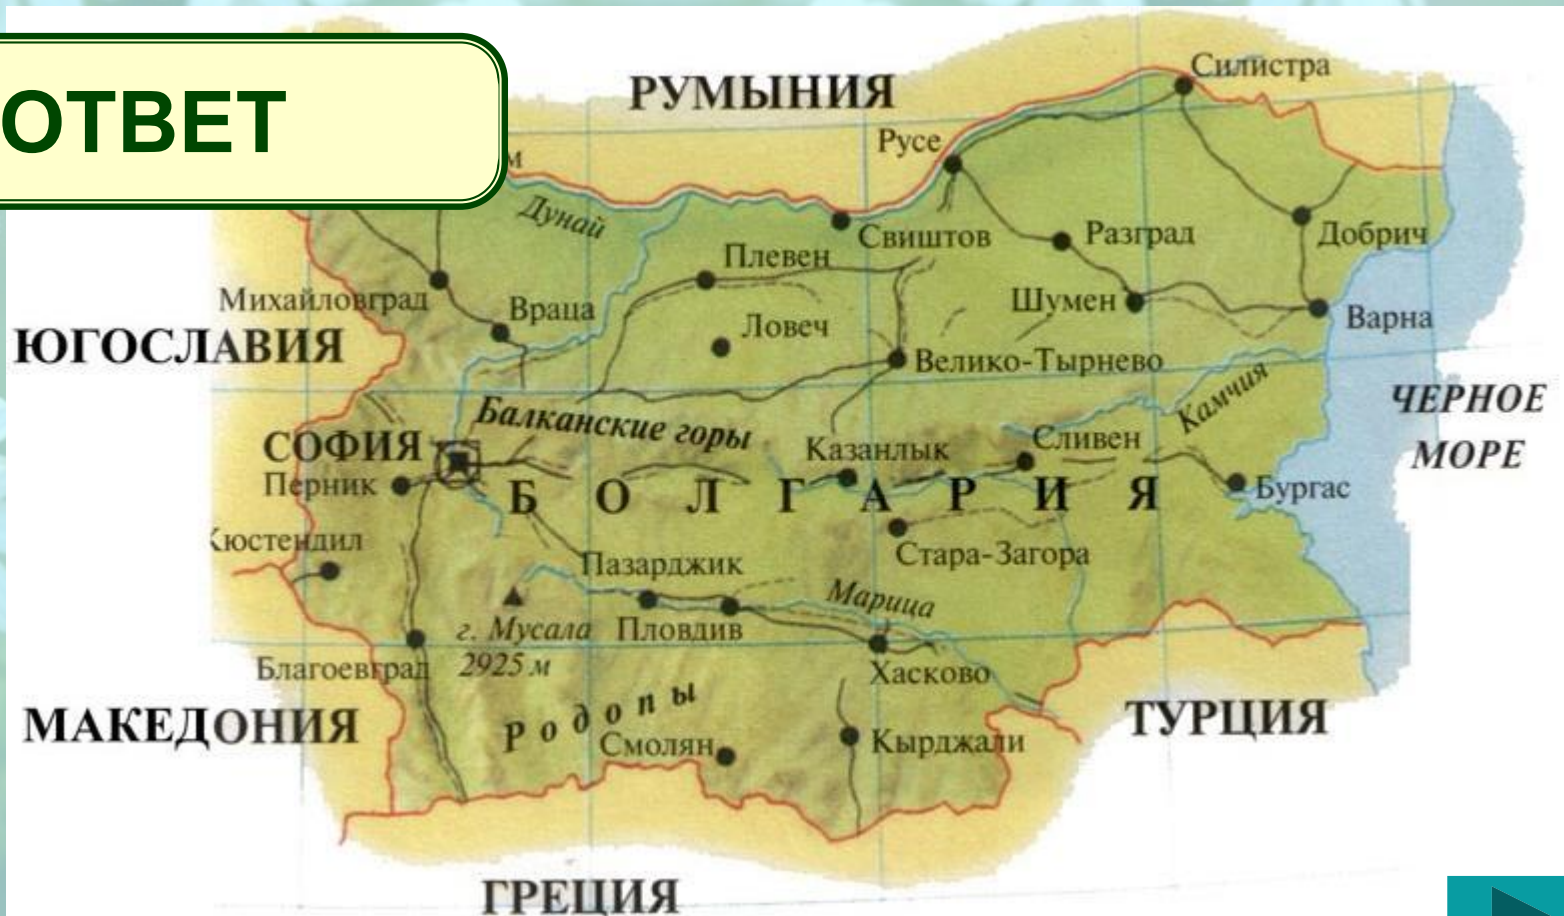 ОТВЕТ
РУМЫНИЯ
Силистра
Русе
м
Дунай
Свиштов
Разград
Добрич
Плевен
Михайловград
Враца
Шумен
Варна
Ловеч
ЮГОСЛАВИЯ
Велико-Тырнево
Камчия
ЧЕРНОЕ
МОРЕ
Балканские горы
СОФИЯ
Казанлык
Сливен
Перник
БОЛГАРИЯ
Бургас
Кюстендил
Стара-Загора
Пазарджик
Марица
г. Мусала
2925 м
Пловдив
Благоевград
Хасково
МАКЕДОНИЯ
Родопы
ТУРЦИЯ
Смолян
Кырджали
ГРЕЦИЯ